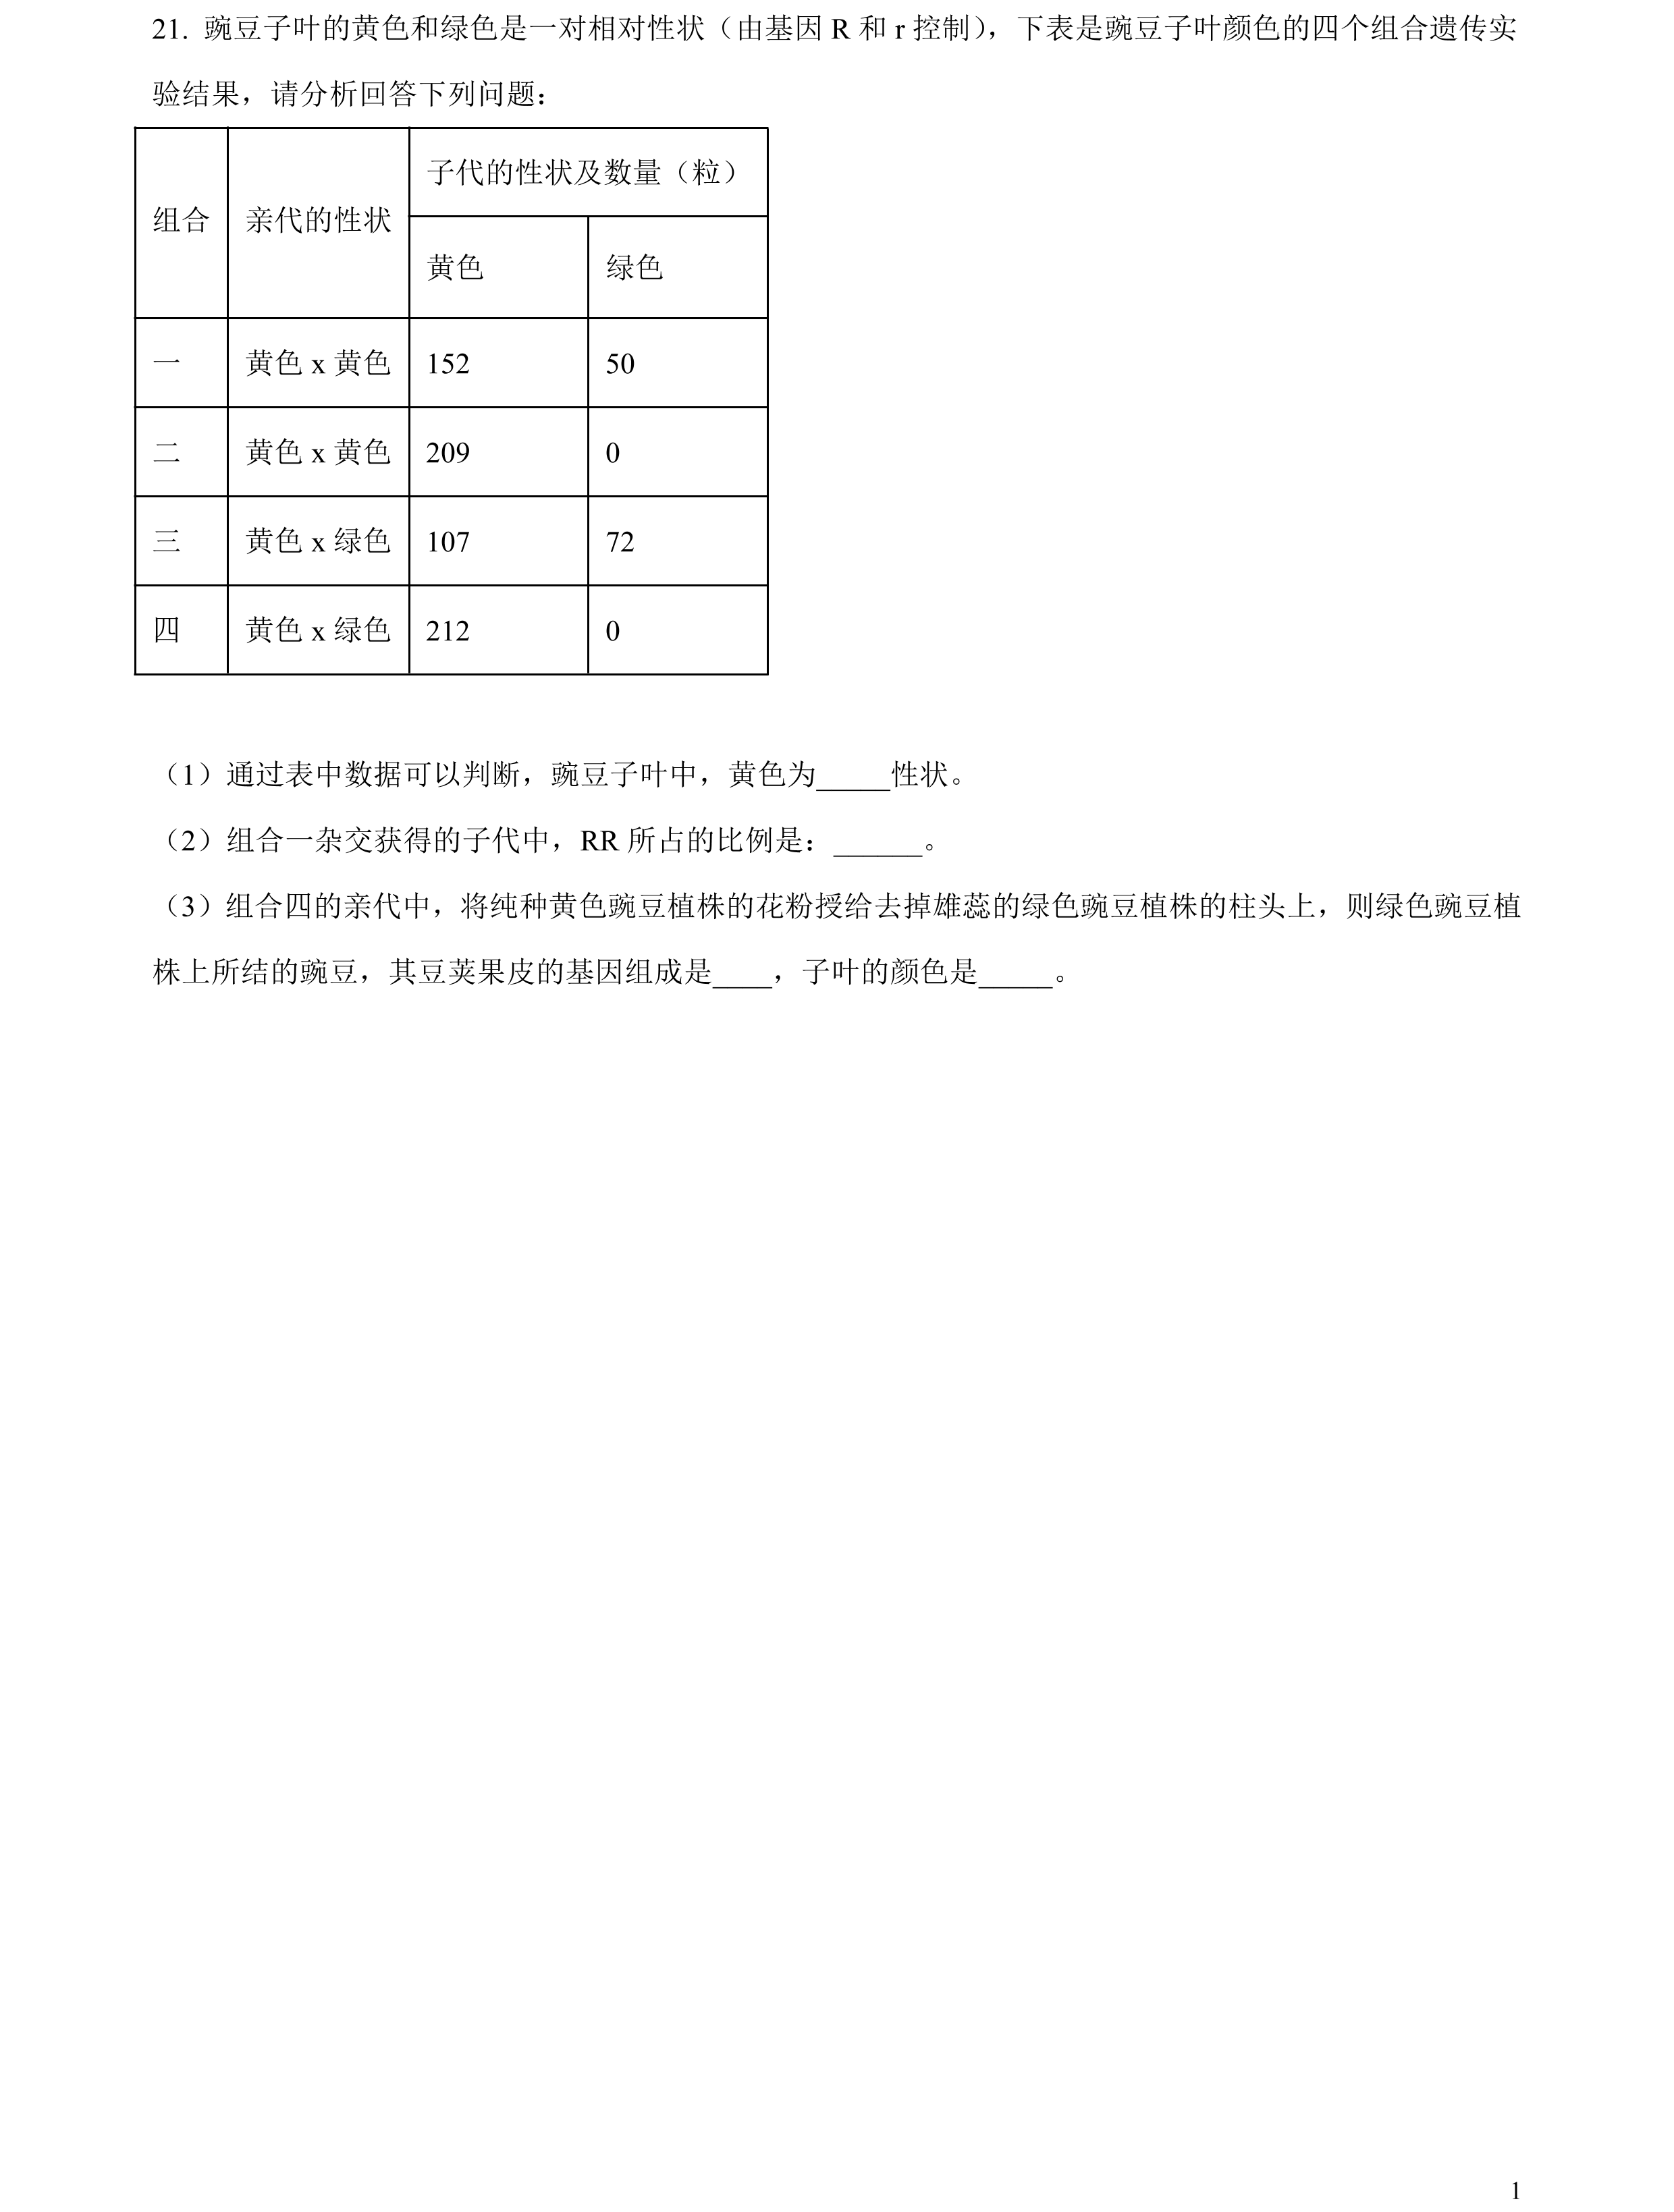 21. 豌豆子叶的黄色和绿色是一对相对性状（由基因 R 和 r 控制），下表是豌豆子叶颜色的四个组合遗传实
验结果，请分析回答下列问题：
组合 亲代的性状 子代的性状及数量（粒）
黄色 绿色
一 黄色 x 黄色 152 50
二 黄色 x 黄色 209 0
三 黄色 x 绿色 107 72
四 黄色 x 绿色 212 0
（1）通过表中数据可以判断，豌豆子叶中，黄色为_____性状。
（2）组合一杂交获得的子代中，RR 所占的比例是：______。
（3）组合四的亲代中，将纯种黄色豌豆植株的花粉授给去掉雄蕊的绿色豌豆植株的柱头上，则绿色豌豆植
株上所结的豌豆，其豆荚果皮的基因组成是____，子叶的颜色是_____。
1